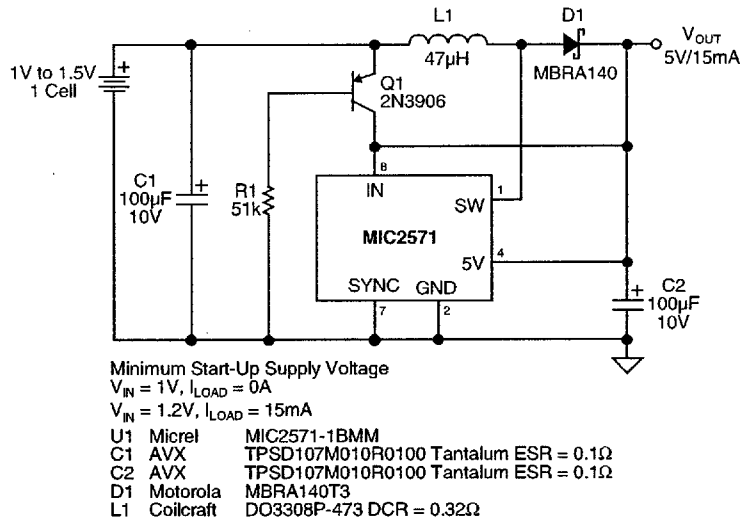 L1
47µH
D1
MBRA140
VOUT
5V/15mA
1V to 1.5V
1 Cell
+
Q1
2N3906
C1
100µF
10V
+
R1
51k
8
IN
1
SW
MIC2571
4
5V
SYNC
GND
7
2
C2
100µF
10V
+
Minimum Start-Up Supply Voltage
VIN = 1V, ILOAD = 0A
VIN = 1.2V, ILOAD = 15mA
U1 Micrel MIC2571-1BMM
C1 AVX TPSD107M010R0100 Tantalum ESR = 0.1Ω
C2 AVX TPSD107M010R0100 Tantalum ESR = 0.1Ω
D1 Motorola MBRA140T3
L1 Coilcraft DO3308P-473 DCR = 0.32Ω